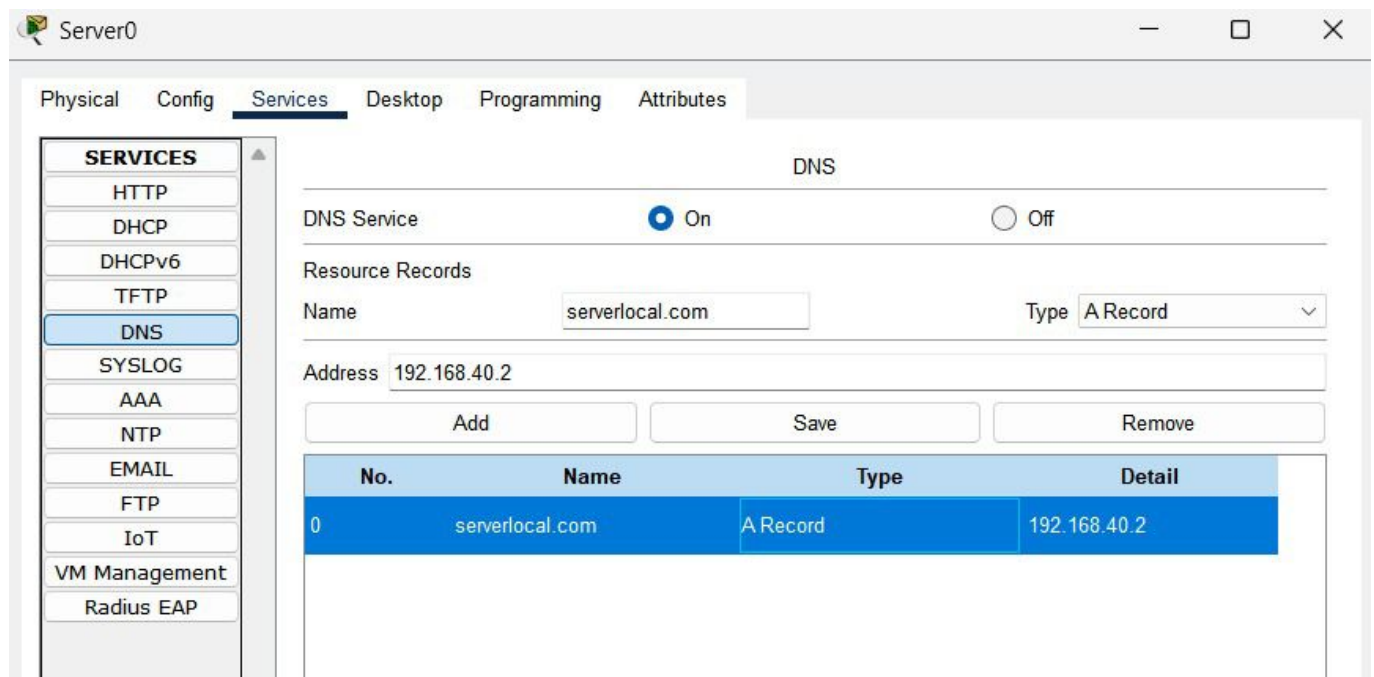 Server0
Physical Config Services Desktop Programming Attributes
SERVICES
HTTP
DHCP
DHCPv6
TFTP
DNS
SYSLOG
AAA
NTP
EMAIL
FTP
IoT
VM Management
Radius EAP
DNS
DNS Service On Off
Resource Records
Name serverlocal.com Type A Record
Address 192.168.40.2
Add Save Remove
No. Name Type Detail
0 serverlocal.com A Record 192.168.40.2